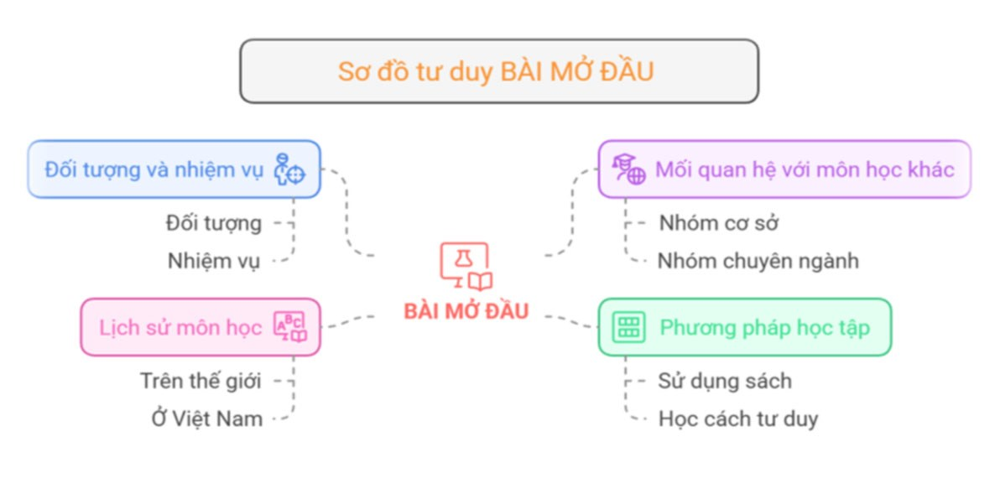 Sơ đồ tư duy BÀI MỞ ĐẦU
Đối tượng và nhiệm vụ
Đối tượng
Nhiệm vụ
Lịch sử môn học
A B C
Trên thế giới
Ở Việt Nam
BÀI MỞ ĐẦU
Mối quan hệ với môn học khác
Nhóm cơ sở
Nhóm chuyên ngành
Phương pháp học tập
Sử dụng sách
Học cách tư duy